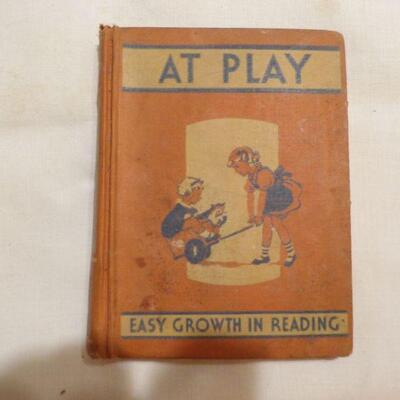 AT PLAY
EASY GROWTH IN READING